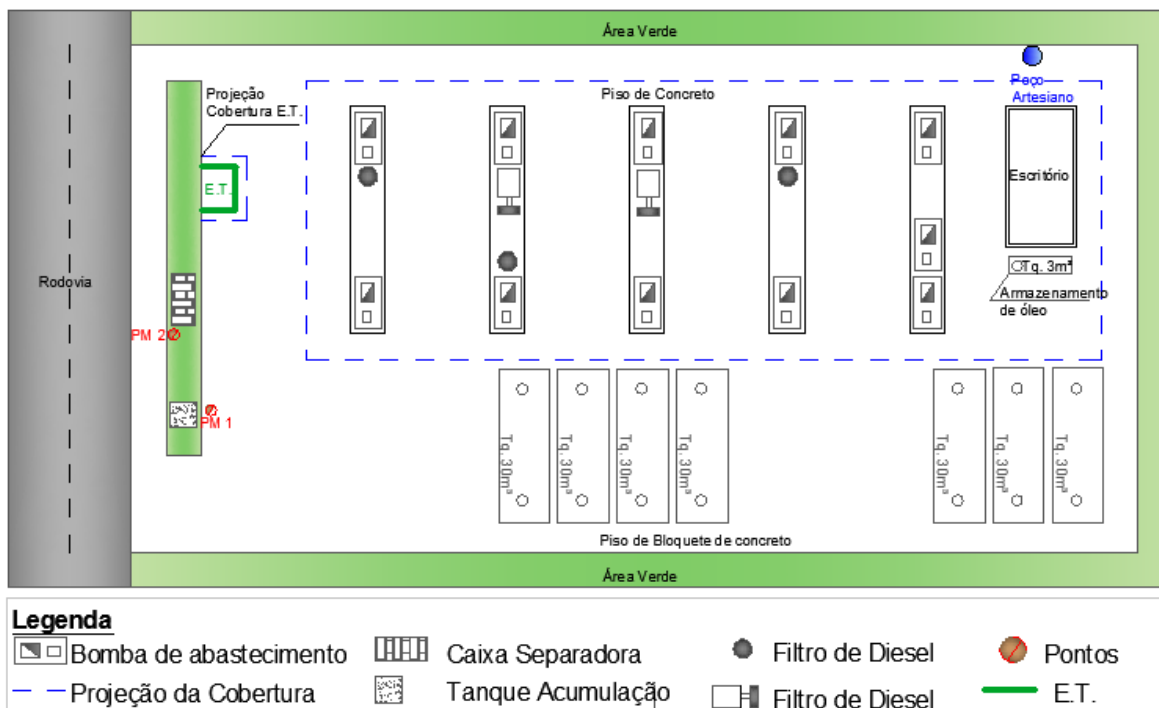 Área Verde
Poço
Artesiano
Projeção
Cobertura E.T.
Piso de Concreto
E.T.
Escritório
Rodovia
Tq. 3m³
Armazenamento
de óleo
PM 2
PM 1
Tq. 30m³
Tq. 30m³
Tq. 30m³
Tq. 30m³
Tq. 30m³
Tq. 30m³
Tq. 30m³
Piso de Bloquete de concreto
Área Verde
Legenda
Bomba de abastecimento
Caixa Separadora
Filtro de Diesel
Pontos
Projeção da Cobertura
Tanque Acumulação
Filtro de Diesel
E.T.